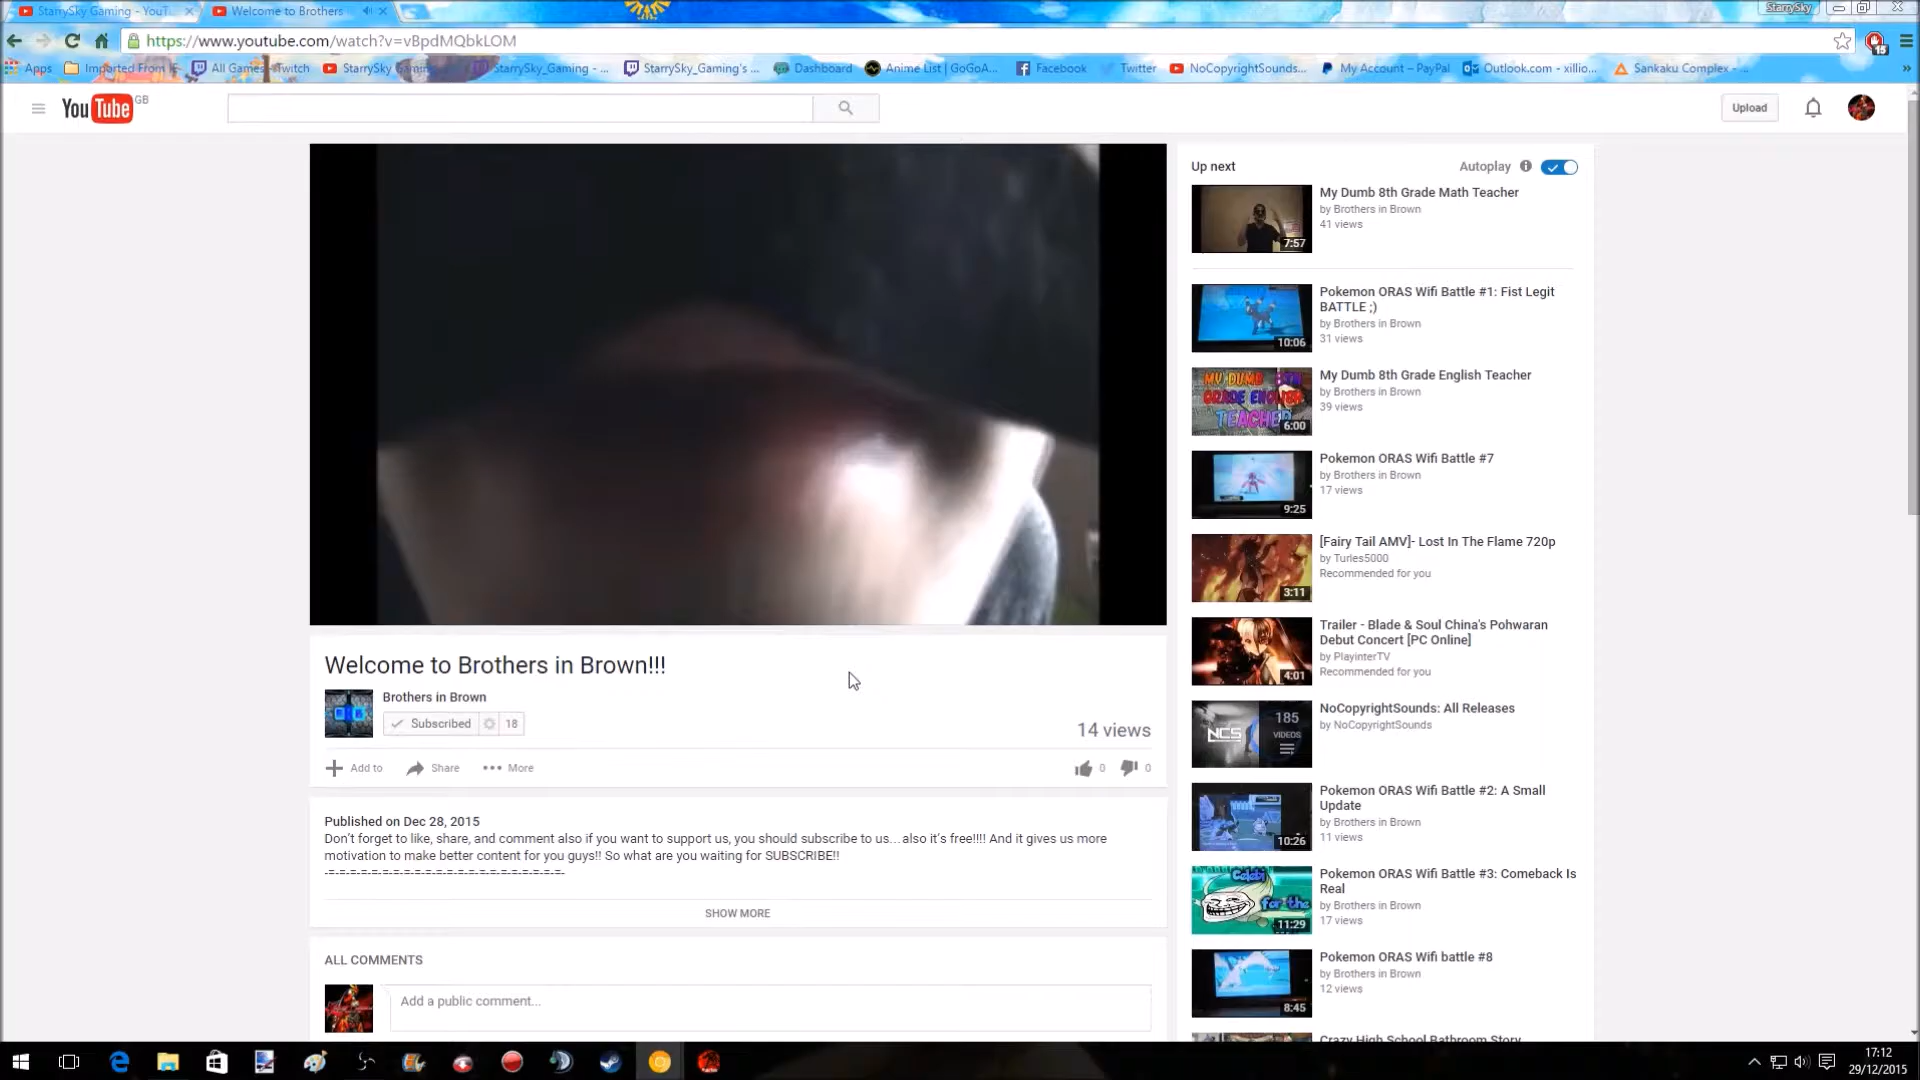 StarrySky Gaming - YouT
Welcome to Brothers
StarrySky
https://www.youtube.com/watch?v=vBpdMQbkLOM
15
Apps
Imported From IE
All Games - Twitch
StarrySky Gaming
StarrySky_Gaming - ...
StarrySky_Gaming's ...
Dashboard
Anime List | GoGoA...
Facebook
Twitter
NoCopyrightSounds...
My Account – PayPal
Outlook.com - xillio...
Sankaku Complex - ...
YouTube GB
Upload
Up next
Autoplay
My Dumb 8th Grade Math Teacher
by Brothers in Brown
41 views
7:57
Pokemon ORAS Wifi Battle #1: Fist Legit
BATTLE ;)
by Brothers in Brown
31 views
10:06
My Dumb 8th Grade English Teacher
by Brothers in Brown
39 views
MY DUMB 8TH
GRADE ENGLISH
TEACHER
6:00
Pokemon ORAS Wifi Battle #7
by Brothers in Brown
17 views
9:25
[Fairy Tail AMV]- Lost In The Flame 720p
by Turles5000
Recommended for you
3:11
Trailer - Blade & Soul China's Pohwaran
Debut Concert [PC Online]
by PlayinterTV
Recommended for you
4:01
NoCopyrightSounds: All Releases
by NoCopyrightSounds
NCS
185
VIDEOS
Pokemon ORAS Wifi Battle #2: A Small
Update
by Brothers in Brown
11 views
10:26
Pokemon ORAS Wifi Battle #3: Comeback Is
Real
by Brothers in Brown
17 views
Celebi
for the
11:29
Pokemon ORAS Wifi battle #8
by Brothers in Brown
12 views
8:45
Crazy High School Bathroom Story
Welcome to Brothers in Brown!!!
Brothers in Brown
Subscribed
18
14 views
Add to
Share
More
0
0
Published on Dec 28, 2015
Don't forget to like, share, and comment also if you want to support us, you should subscribe to us...also it's free!!!! And it gives us more
motivation to make better content for you guys!! So what are you waiting for SUBSCRIBE!!
-=-=-=-=-=-=-=-=-=-=-=-=-=-=-=-=-=-=-=-=-=-
SHOW MORE
ALL COMMENTS
Add a public comment...
17:12
29/12/2015